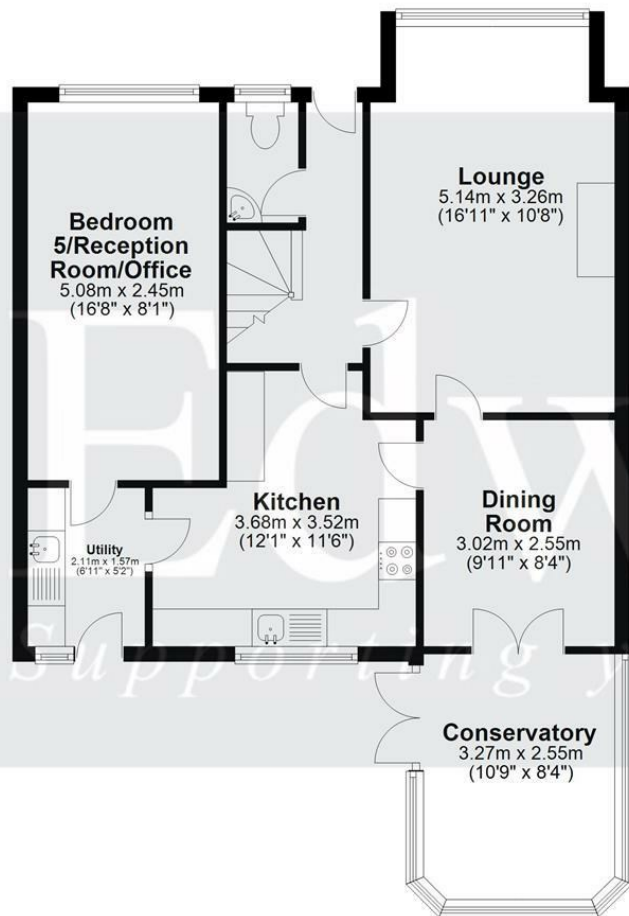 Lounge
5.14m x 3.26m
(16'11" x 10'8")
Bedroom
5/Reception
Room/Office
5.08m x 2.45m
(16'8" x 8'1")
Kitchen
3.68m x 3.52m
(12'1" x 11'6")
Dining
Room
3.02m x 2.55m
(9'11" x 8'4")
Utility
2.11m x 1.57m
(6'11" x 5'2")
Conservatory
3.27m x 2.55m
(10'9" x 8'4")
Edw
Supporting y